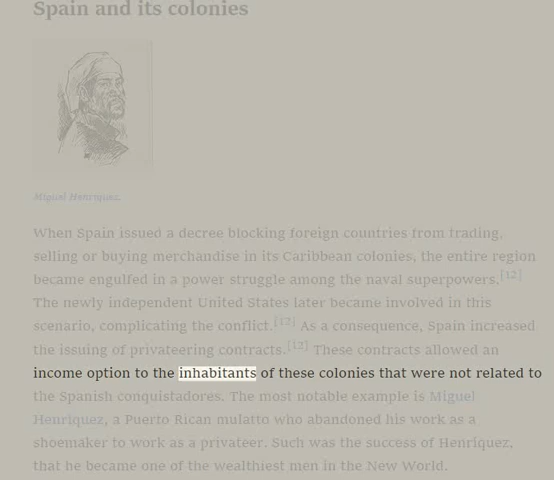 Spain and its colonies
Miguel Henríquez.
When Spain issued a decree blocking foreign countries from trading,
selling or buying merchandise in its Caribbean colonies, the entire region
became engulfed in a power struggle among the naval superpowers.[12]
The newly independent United States later became involved in this
scenario, complicating the conflict.[12] As a consequence, Spain increased
the issuing of privateering contracts.[12] These contracts allowed an
income option to the inhabitants of these colonies that were not related to
the Spanish conquistadores. The most notable example is Miguel
Henríquez, a Puerto Rican mulatto who abandoned his work as a
shoemaker to work as a privateer. Such was the success of Henríquez,
that he became one of the wealthiest men in the New World.